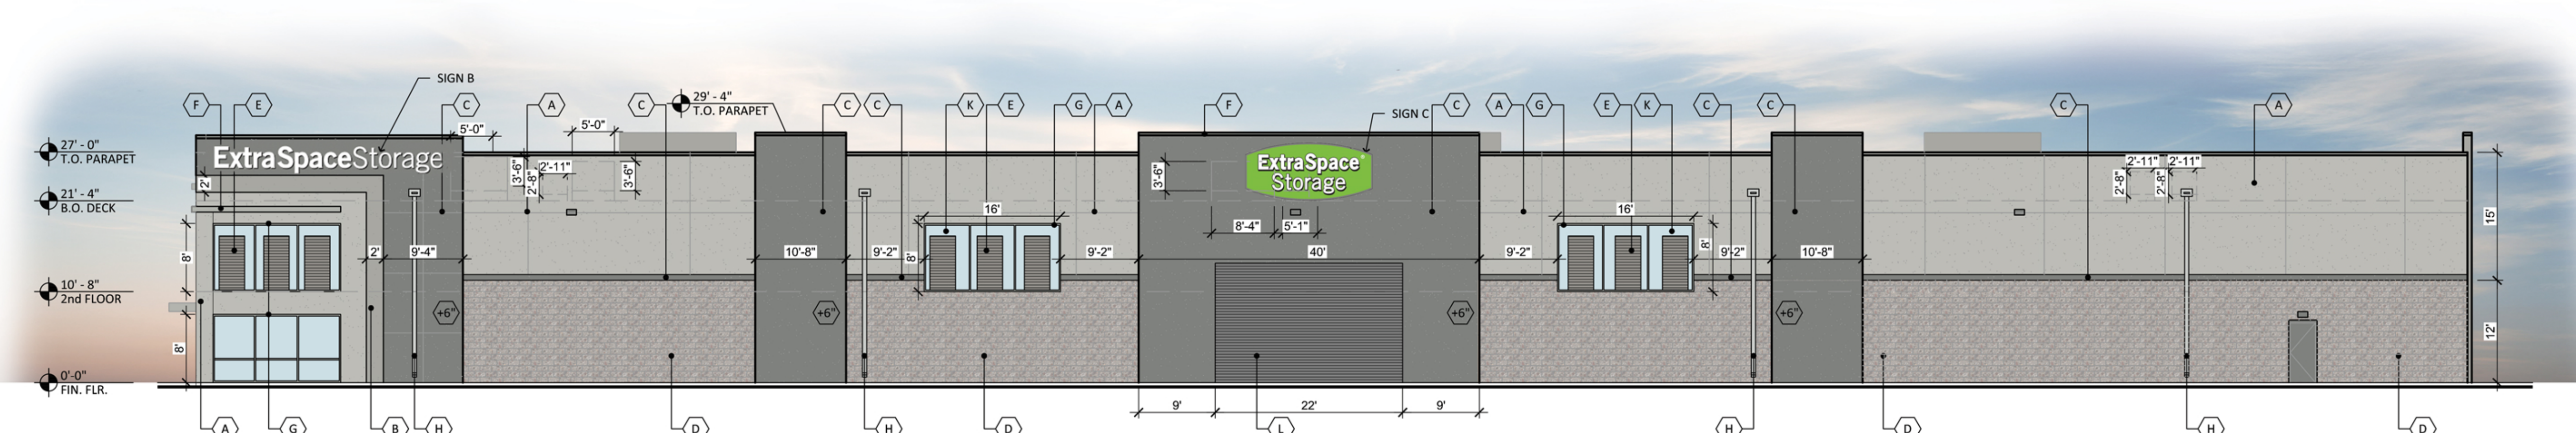 SIGN B
F
E
C
A
C
29' - 4"
T.O. PARAPET
C
C
K
E
G
A
F
SIGN C
C
A
G
E
K
C
C
C
A
27' - 0"
T.O. PARAPET
5'-0"
5'-0"
ExtraSpaceStorage
ExtraSpace®
Storage
3'-6"
2'-8"
2'-11"
3'-6"
3'-6"
2'-11"
2'-11"
2'-8"
2'-8"
2'
21' - 4"
B.O. DECK
16'
8'-4"
5'-1"
16'
15'
8'
2'
9'-4"
10'-8"
9'-2"
8'
9'-2"
40'
9'-2"
8'
9'-2"
10'-8"
10' - 8"
2nd FLOOR
+6"
+6"
+6"
+6"
12'
8'
0'-0"
FIN. FLR.
9'
22'
9'
A
G
B
H
D
H
D
L
H
D
H
D